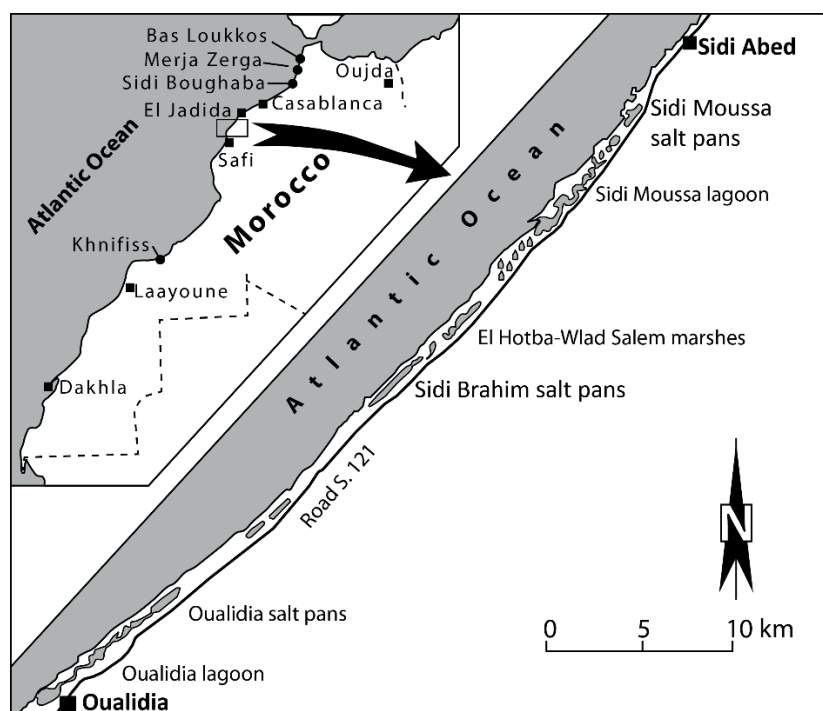 Bas Loukkos
Merja Zerga
Sidi Boughaba
Oujda
El Jadida
Casablanca
Safi
Atlantic Ocean
Morocco
Khnifiss
Laayoune
Dakhla
Sidi Abed
Sidi Moussa
salt pans
Sidi Moussa lagoon
Atlantic Ocean
El Hotba-Wlad Salem marshes
Sidi Brahim salt pans
Road S. 121
N
Oualidia salt pans
0 5 10 km
Oualidia lagoon
Oualidia